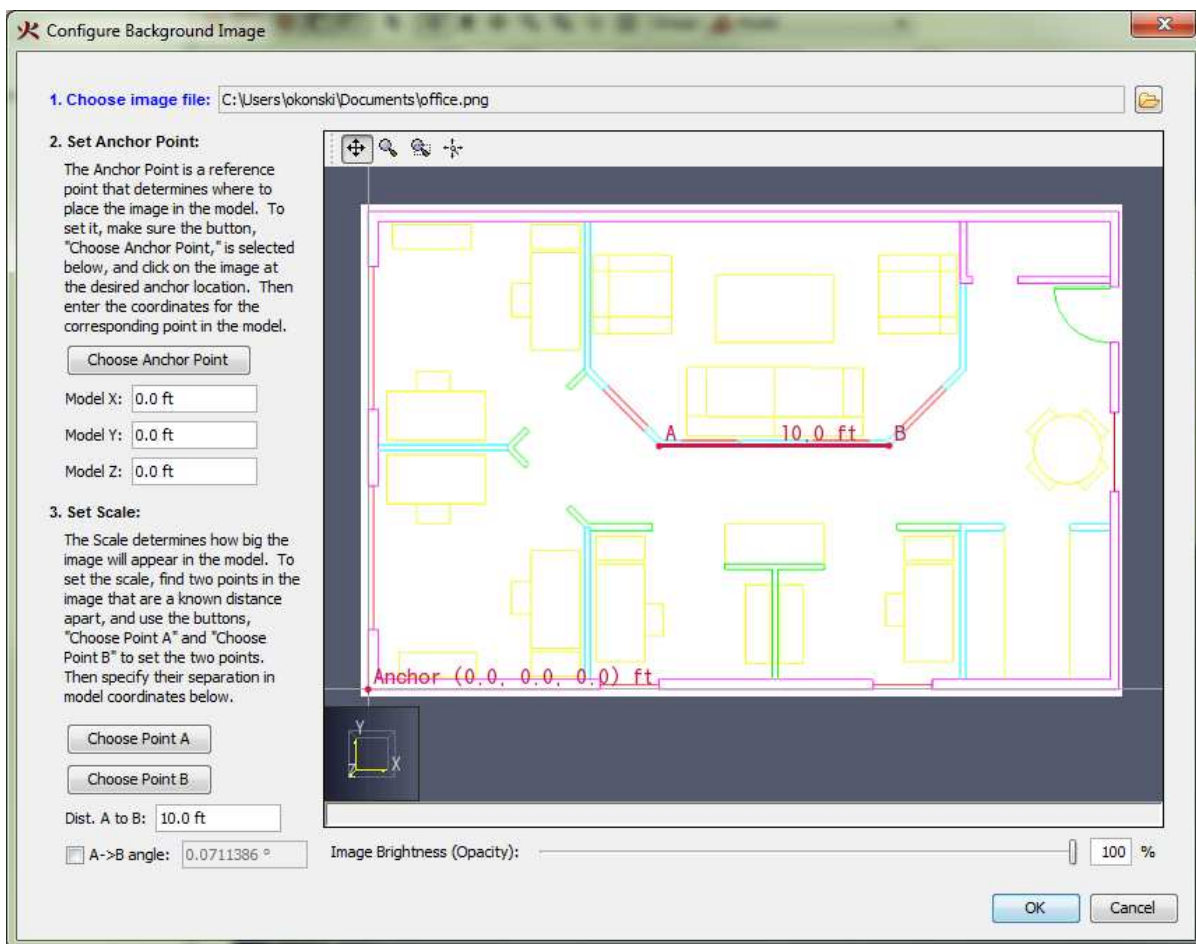 Configure Background Image
1. Choose image file: C:\Users\okonski\Documents\office.png
2. Set Anchor Point:
The Anchor Point is a reference
point that determines where to
place the image in the model. To
set it, make sure the button,
"Choose Anchor Point," is selected
below, and click on the image at
the desired anchor location. Then
enter the coordinates for the
corresponding point in the model.
Choose Anchor Point
Model X: 0.0 ft
Model Y: 0.0 ft
Model Z: 0.0 ft
3. Set Scale:
The Scale determines how big the
image will appear in the model. To
set the scale, find two points in the
image that are a known distance
apart, and use the buttons,
"Choose Point A" and "Choose
Point B" to set the two points.
Then specify their separation in
model coordinates below.
Choose Point A
Choose Point B
Dist. A to B: 10.0 ft
A->B angle: 0.0711386 °
A 10.0 ft B
Anchor (0.0, 0.0, 0.0) ft
Y
Z X
Image Brightness (Opacity): 100 %
OK Cancel